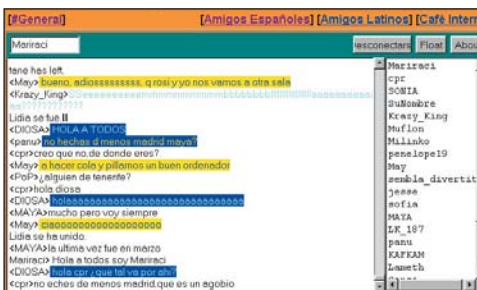 [#General] [Amigos Españoles] [Amigos Latinos] [Café Intern
Mariraci
esconectars Float Abou
tane has left.
<May> bueno, adiosssssssss, q rosi y yo nos vamos a otra sala
<Krazy_King>
Lidia se fue
<DIOSA> HOLA A TODOS
<panu> no hechas d menos madrid maya?
<cpr>creo que no,de donde eres?
<May> a hacer cola y pillamos un buen ordenador
<PoP>¿alguien de tenerife?
<cpr>hola diosa
<DIOSA>
<MAYA>mucho pero voy siempre
<May>
Lidia se ha unido.
<MAYA>la ultima vez fue en marzo
Mariraci> Hola a todos soy Mariraci
<DIOSA> hola cpr ¿que tal va por ahi?
<cpr>no eches de menos madrid,que es un agobio
Mariraci
cpr
SONIA
SuNombre
Krazy_King
Muflon
Milinko
penelope19
May
sembla_divertit
jesse
sofia
MAYA
LK_187
panu
KAFKAM
Lameth